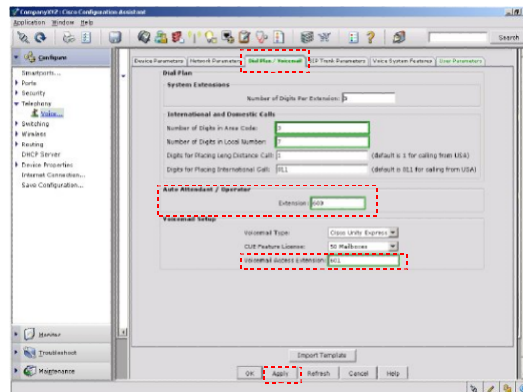 CompanyXYZ - Cisco Configuration Assistant
Application Window Help
Search
Configure
Smartports...
Ports
Security
Telephony
Voice...
Switching
Wireless
Routing
DHCP Server
Device Properties
Internet Connection...
Save Configuration...
Monitor
Troubleshoot
Maintenance
Device Parameters Network Parameters Dial Plan / Voicemail SIP Trunk Parameters Voice System Features User Parameters
Dial Plan
System Extensions
Number of Digits Per Extension: 3
International and Domestic Calls
Number of Digits in Area Code: 3
Number of Digits in Local Number: 7
Digits for Placing Long Distance Call: 1 (default is 1 for calling from USA)
Digits for Placing International Call: 011 (default is 011 for calling from USA)
Auto Attendant / Operator
Extension:
Voicemail Setup
Voicemail Type: Cisco Unity Express
CUE Feature License: 50 Mailboxes
Voicemail Access Extension: 601
Import Template
OK Apply Refresh Cancel Help